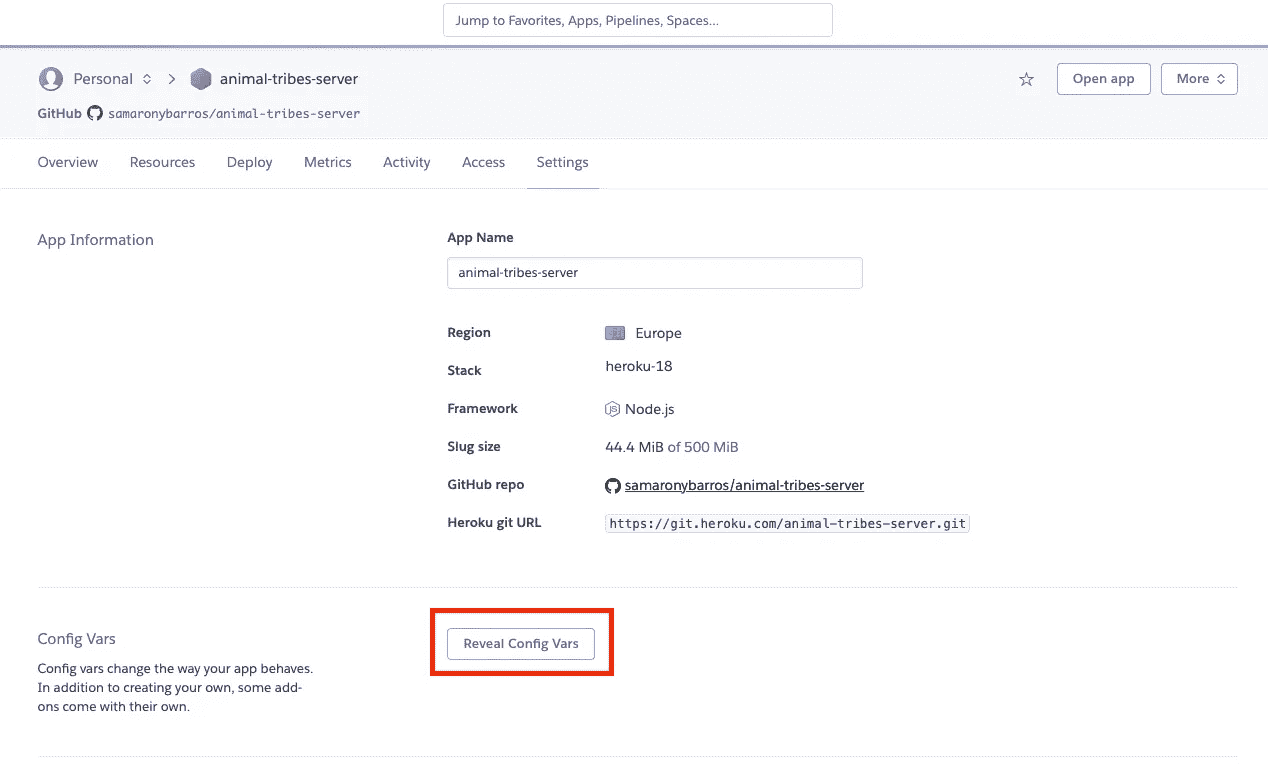 Jump to Favorites, Apps, Pipelines, Spaces...
Personal animal-tribes-server
Open app More
GitHub samaronybarros/animal-tribes-server
Overview Resources Deploy Metrics Activity Access Settings
App Information
App Name
animal-tribes-server
Region Europe
Stack heroku-18
Framework Node.js
Slug size 44.4 MiB of 500 MiB
GitHub repo samaronybarros/animal-tribes-server
Heroku git URL https://git.heroku.com/animal-tribes-server.git
Config Vars
Config vars change the way your app behaves.
In addition to creating your own, some add-
ons come with their own.
Reveal Config Vars